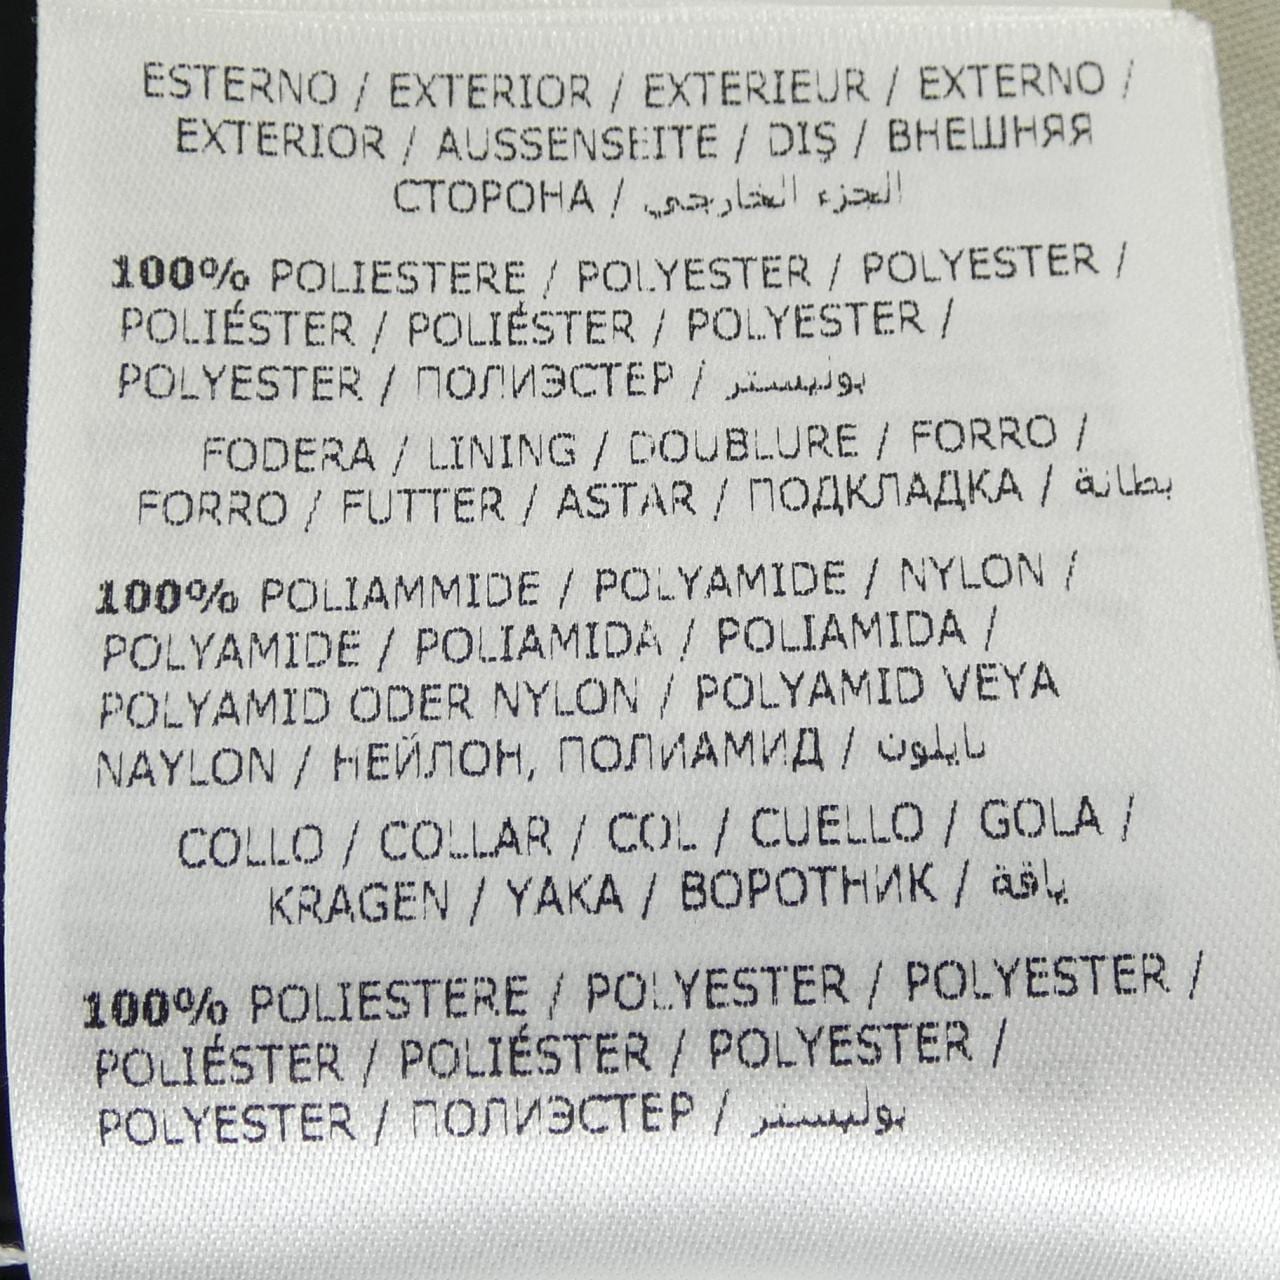 ESTERNO / EXTERIOR / EXTERIEUR / EXTERNO /
EXTERIOR / AUSSENSEITE / DIŞ / ВНЕШНЯЯ
СТОРОНА / الجزء الخارجي
100% POLIESTERE / POLYESTER / POLYESTER /
POLIÉSTER / POLIÉSTER / POLYESTER /
POLYESTER / ПОЛИЭСТЕР / بوليستر
FODERA / LINING / DOUBLURE / FORRO /
FORRO / FUTTER / ASTAR / ПОДКЛАДКА / بطانة
100% POLIAMMIDE / POLYAMIDE / NYLON /
POLYAMIDE / POLIAMIDA / POLIAMIDA /
POLYAMID ODER NYLON / POLYAMID VEYA
NAYLON / НЕЙЛОН, ПОЛИАМИД / نايلون
COLLO / COLLAR / COL / CUELLO / GOLA /
KRAGEN / YAKA / ВОРОТНИК / ياقة
100% POLIESTERE / POLYESTER / POLYESTER /
POLIÉSTER / POLIÉSTER / POLYESTER /
POLYESTER / ПОЛИЭСТЕР / بوليستر